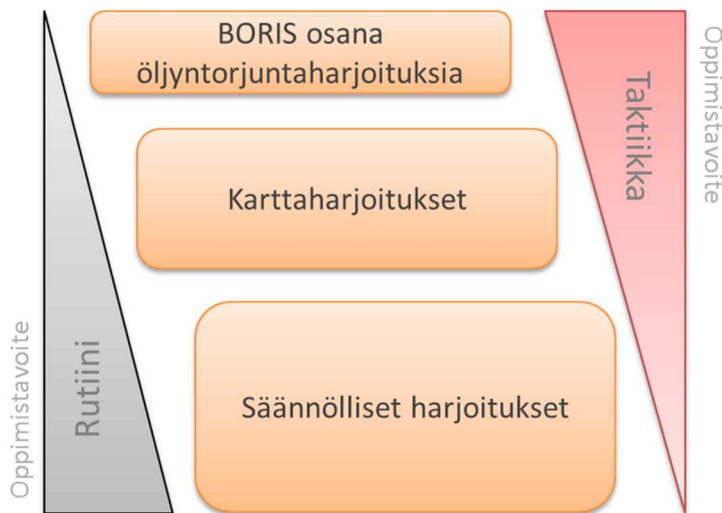 BORIS osana
öljyntorjuntaharjoituksia
Karttaharjoitukset
Säännölliset harjoitukset
Oppimistavoite
Rutiini
Taktiikka
Oppimistavoite